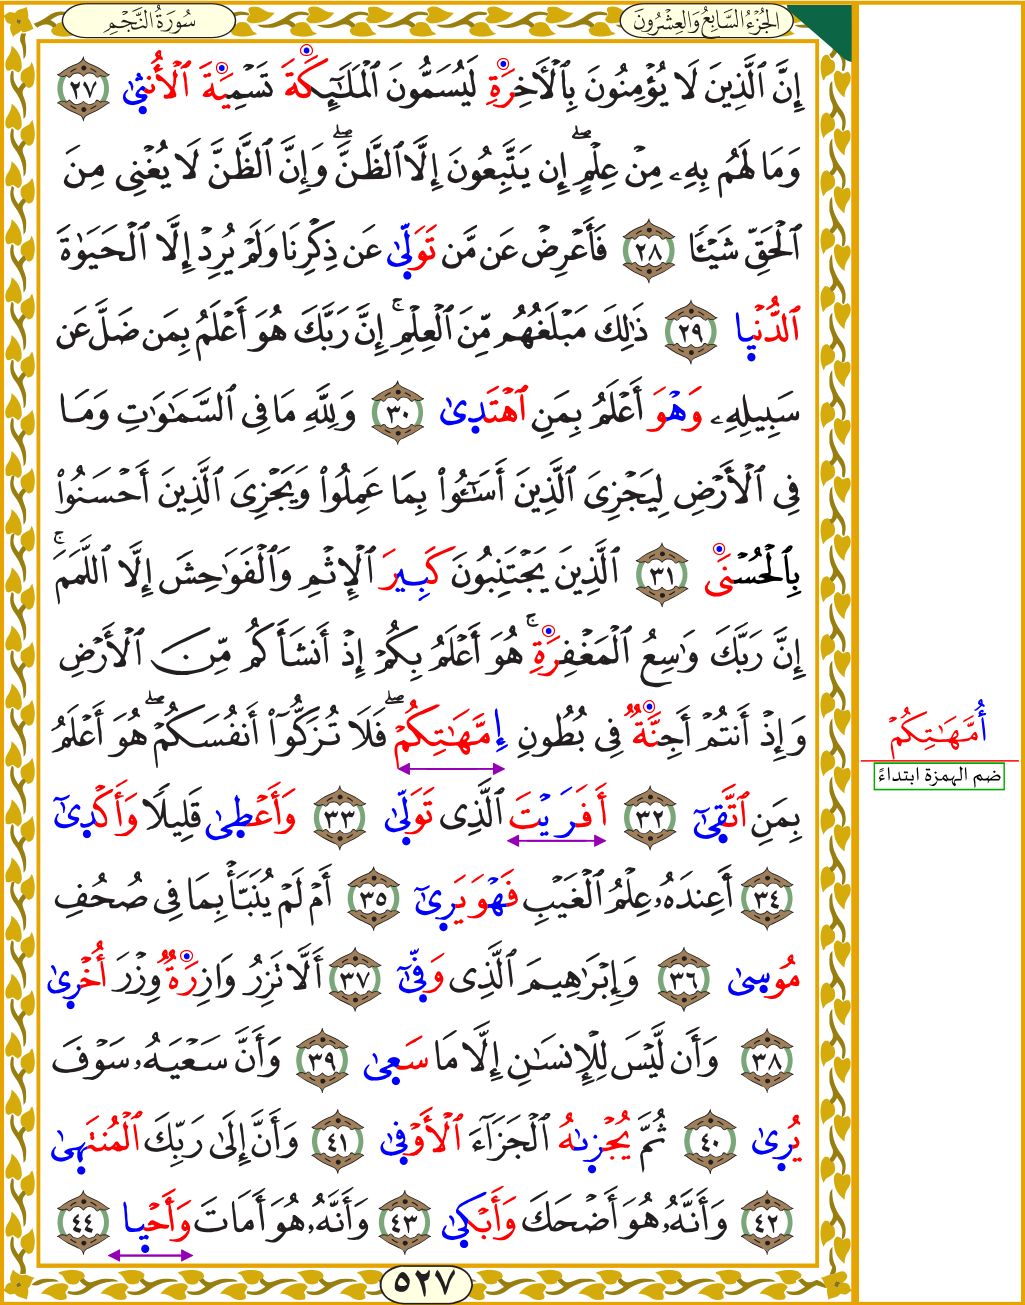 الجُزْءُ السَّابِعُ وَالعِشْرُونَ
سُورَةُ النَّجْمِ
إِنَّ ٱلَّذِينَ لَا يُؤْمِنُونَ بِٱلْأَخِرَةِ لَيُسَمُّونَ ٱلْمَلَٰٓئِكَةَ تَسْمِيَةَ ٱلْأُنثَىٰ ٢٧
وَمَا لَهُم بِهِۦ مِنْ عِلْمٍۖ إِن يَتَّبِعُونَ إِلَّا ٱلظَّنَّۖ وَإِنَّ ٱلظَّنَّ لَا يُغْنِى مِنَ
ٱلْحَقِّ شَيْـًٔا ٢٨ فَأَعْرِضْ عَن مَّن تَوَلِّىٰ عَن ذِكْرِنَا وَلَمْ يُرِدْ إِلَّا ٱلْحَيَوٰةَ
ٱلدُّنْيِا ٢٩ ذَٰلِكَ مَبْلَغُهُم مِّنَ ٱلْعِلْمِۚ إِنَّ رَبَّكَ هُوَ أَعْلَمُ بِمَن ضَلَّ عَن
سَبِيلِهِۦ وَهْوَ أَعْلَمُ بِمَنِ ٱهْتَدِىٰ ٣٠ وَلِلَّهِ مَا فِى ٱلسَّمَٰوَٰتِ وَمَا
فِى ٱلْأَرْضِ لِيَجْزِىَ ٱلَّذِينَ أَسَـٰٓـُٔوا۟ بِمَا عَمِلُوا۟ وَيَجْزِىَ ٱلَّذِينَ أَحْسَنُوا۟
بِٱلْحُسْنَى ٣١ ٱلَّذِينَ يَجْتَنِبُونَ كَبِيرَ ٱلْإِثْمِ وَٱلْفَوَٰحِشَ إِلَّا ٱللَّمَمَۚ
إِنَّ رَبَّكَ وَٰسِعُ ٱلْمَغْفِرَةِۚ هُوَ أَعْلَمُ بِكُمْ إِذْ أَنشَأَكُم مِّنَ ٱلْأَرْضِ
وَإِذْ أَنتُمْ أَجِنَّةٌ فِى بُطُونِ إِمَّهَٰتِكُمْۖ فَلَا تُزَكُّوٓا۟ أَنفُسَكُمْۖ هُوَ أَعْلَمُ
بِمَنِ ٱتَّقِىٰٓ ٣٢ أَفَرَيْتَ ٱلَّذِى تَوَلِّىٰ ٣٣ وَأَعْطِىٰ قَلِيلًا وَأَكْدِىٰٓ
٣٤ أَعِندَهُۥ عِلْمُ ٱلْغَيْبِ فَهْوَ يَرِىٰٓ ٣٥ أَمْ لَمْ يُنَبَّأْ بِمَا فِى صُحُفِ
مُوسِىٰ ٣٦ وَإِبْرَٰهِيمَ ٱلَّذِى وَفِّىٰٓ ٣٧ أَلَّا تَزِرُ وَازِرَةٌ وِزْرَ أُخْرِىٰ
٣٨ وَأَن لَّيْسَ لِلْإِنسَٰنِ إِلَّا مَا سَعِىٰ ٣٩ وَأَنَّ سَعْيَهُۥ سَوْفَ
يُرِىٰ ٤٠ ثُمَّ يُجْزِىٰهُ ٱلْجَزَآءَ ٱلْأَوْفِىٰ ٤١ وَأَنَّ إِلَىٰ رَبِّكَ ٱلْمُنتَهِىٰ
٤٢ وَأَنَّهُۥ هُوَ أَضْحَكَ وَأَبْكِىٰ ٤٣ وَأَنَّهُۥ هُوَ أَمَاتَ وَأَحْيِا ٤٤
أُمَّهَٰتِكُمْ
ضم الهمزة ابتداءً
٥٢٧